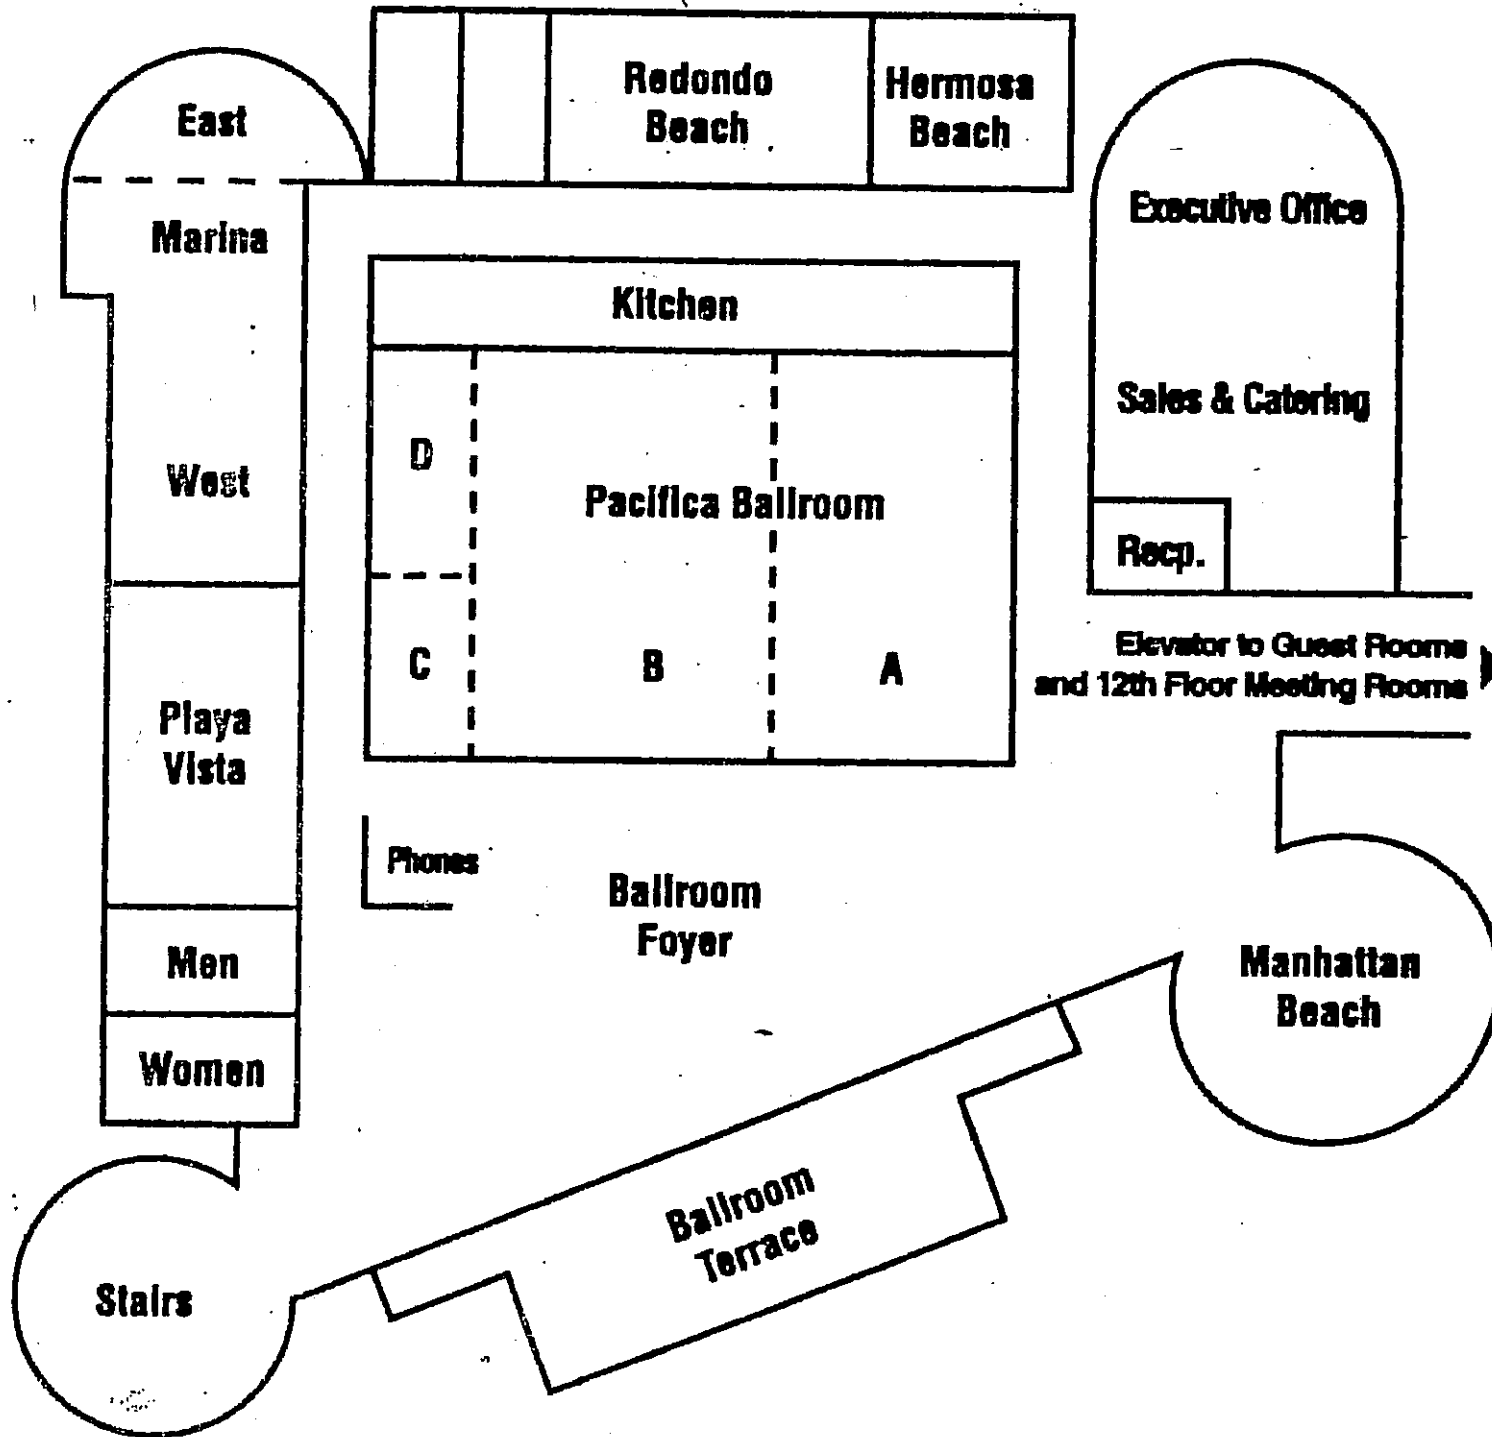 Redondo
Beach
Hermosa
Beach
East
Marina
West
Executive Office
Sales & Catering
Recp.
Kitchen
D
Pacifica Ballroom
C
B
A
Elevator to Guest Rooms
and 12th Floor Meeting Rooms
Playa
Vista
Phones
Ballroom
Foyer
Men
Women
Manhattan
Beach
Ballroom
Terrace
Stairs